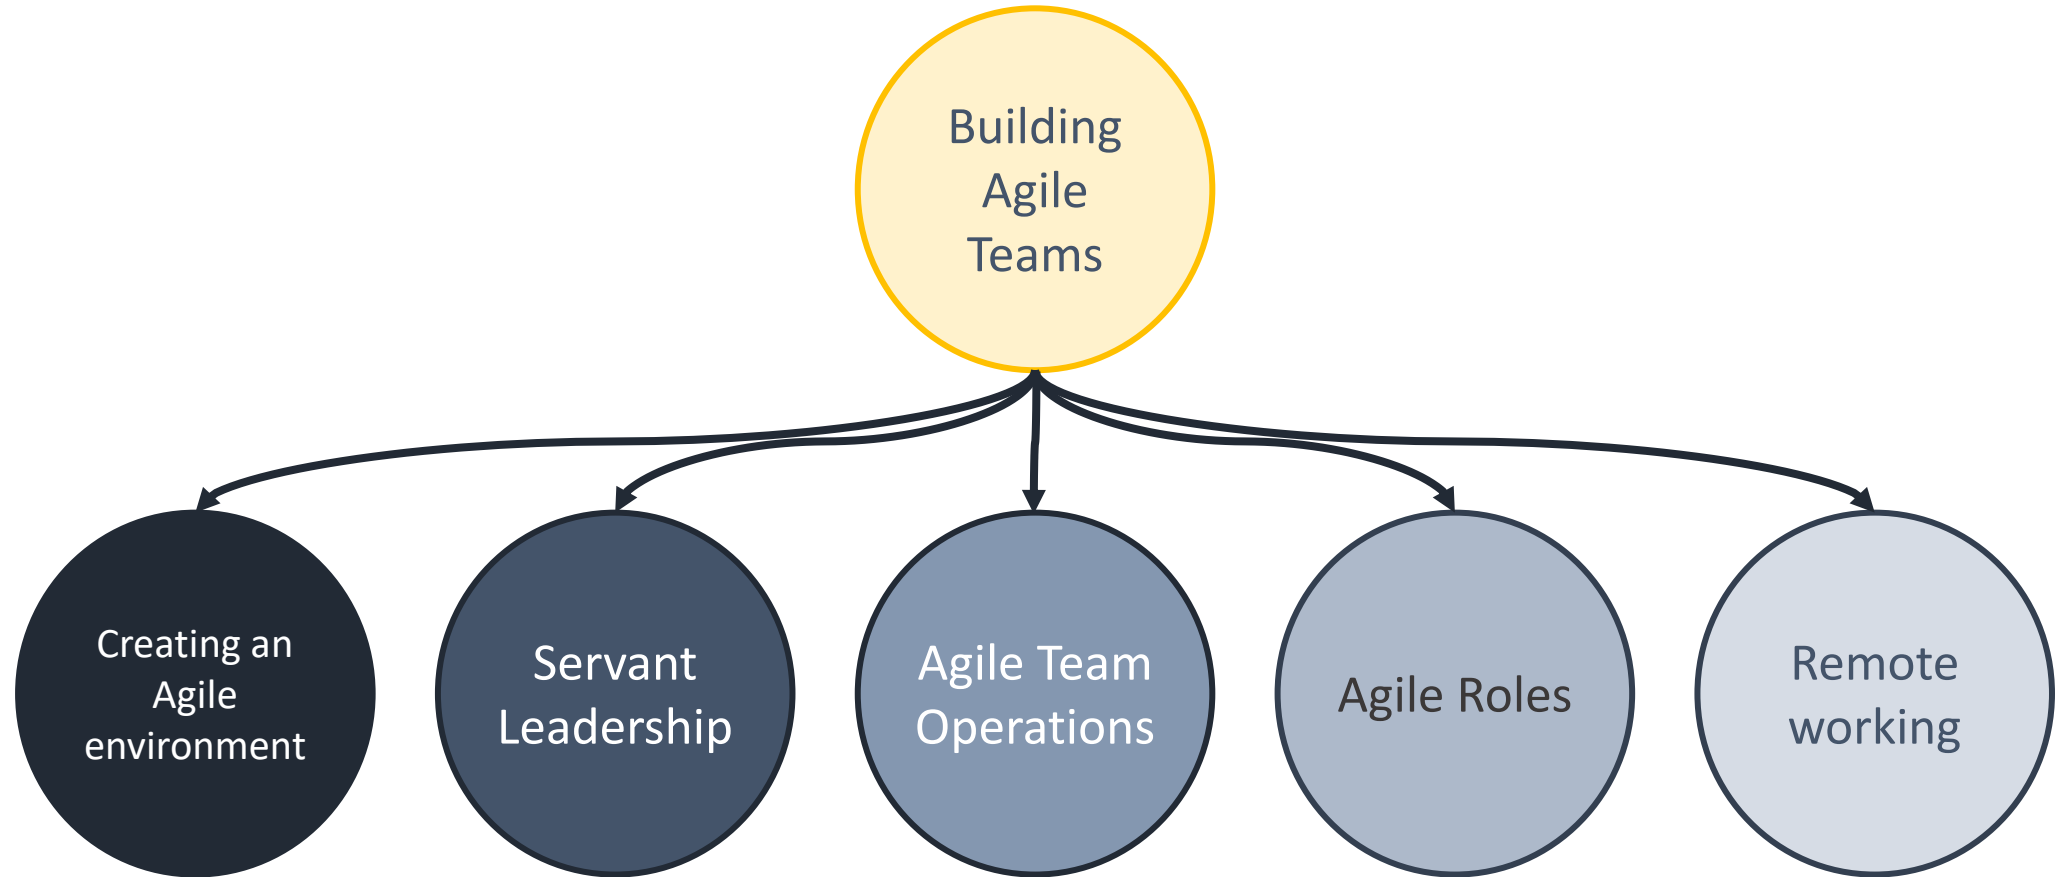 Building
Agile
Teams
Creating an
Agile
environment
Servant
Leadership
Agile Team
Operations
Agile Roles
Remote
working